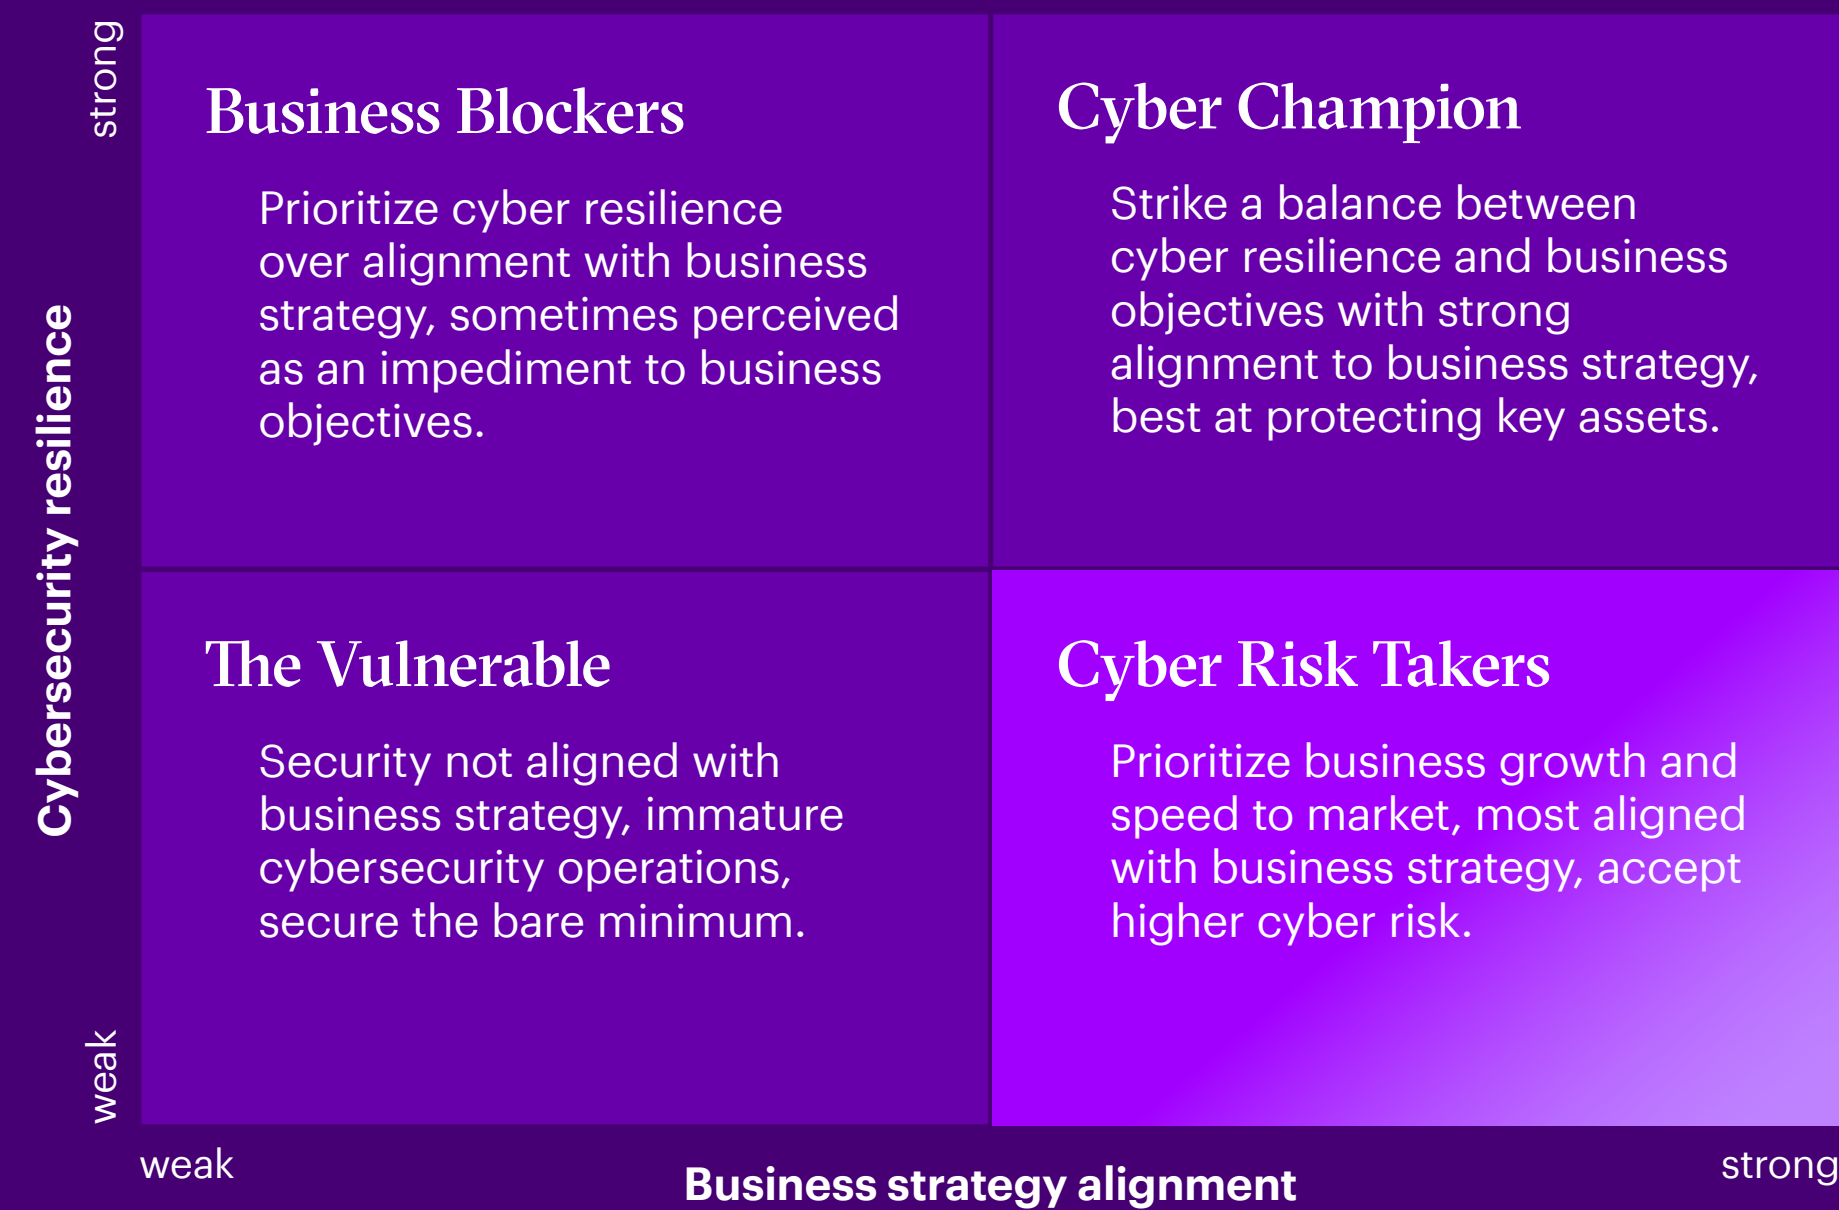 strong
Cybersecurity resilience
weak
Business Blockers
Prioritize cyber resilience
over alignment with business
strategy, sometimes perceived
as an impediment to business
objectives.
Cyber Champion
Strike a balance between
cyber resilience and business
objectives with strong
alignment to business strategy,
best at protecting key assets.
The Vulnerable
Security not aligned with
business strategy, immature
cybersecurity operations,
secure the bare minimum.
Cyber Risk Takers
Prioritize business growth and
speed to market, most aligned
with business strategy, accept
higher cyber risk.
weak
Business strategy alignment
strong